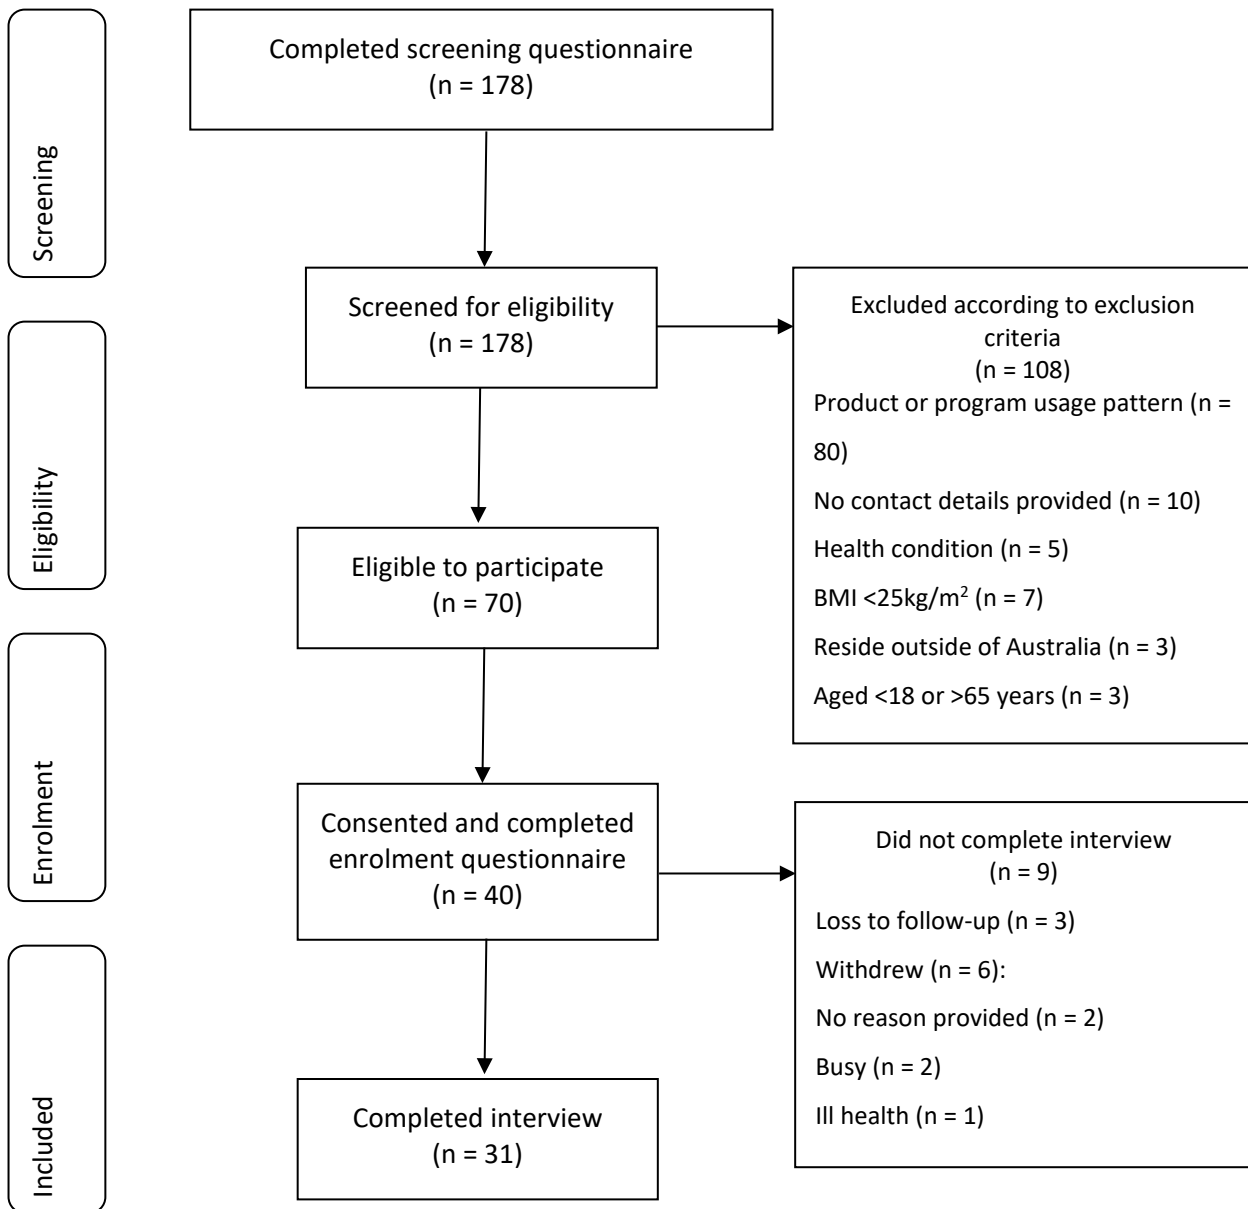 Screening
Completed screening questionnaire
(n = 178)
Screened for eligibility
(n = 178)
Excluded according to exclusion
criteria
(n = 108)
Product or program usage pattern (n =
80)
No contact details provided (n = 10)
Health condition (n = 5)
BMI <25kg/m² (n = 7)
Reside outside of Australia (n = 3)
Aged <18 or >65 years (n = 3)
Eligibility
Eligible to participate
(n = 70)
Enrolment
Consented and completed
enrolment questionnaire
(n = 40)
Did not complete interview
(n = 9)
Loss to follow-up (n = 3)
Withdrew (n = 6):
No reason provided (n = 2)
Busy (n = 2)
Ill health (n = 1)
Included
Completed interview
(n = 31)